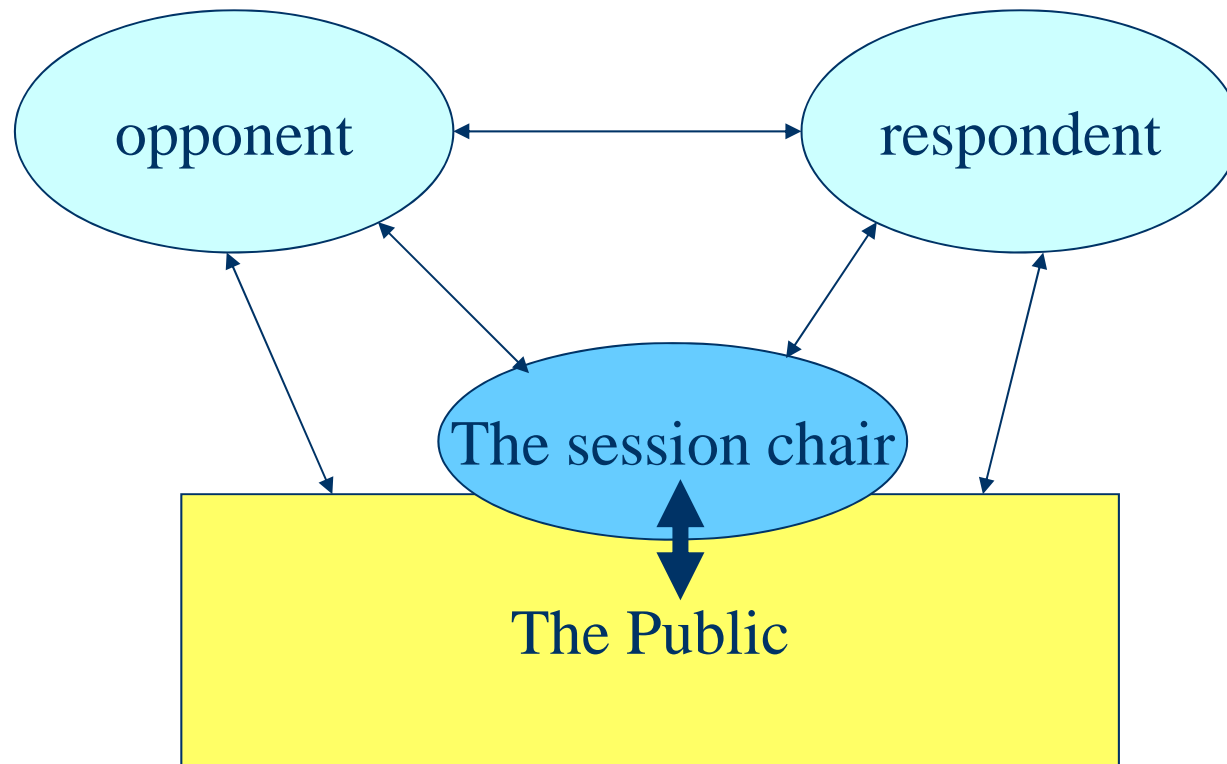 opponent
respondent
The session chair
The Public